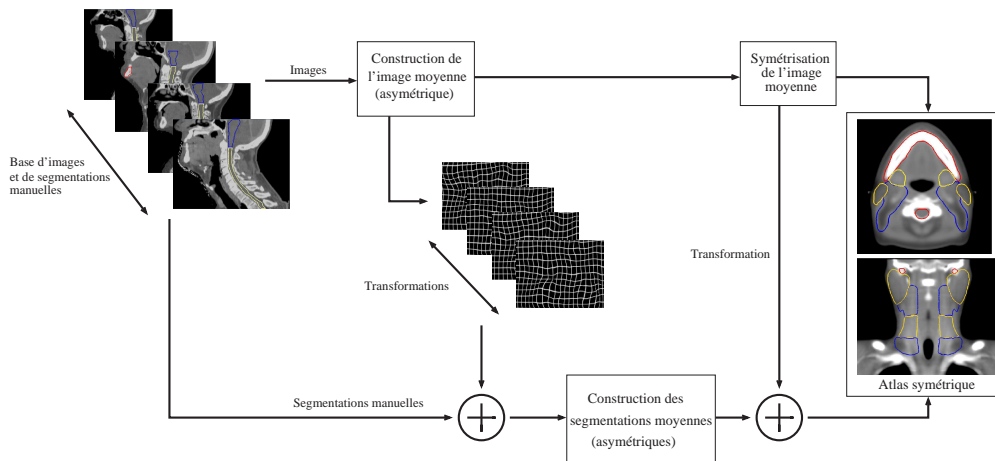 Images
Construction de
l'image moyenne
(asymétrique)
Symétrisation
de l'image
moyenne
Base d'images
et de segmentations
manuelles
Transformations
Transformation
Atlas symétrique
Segmentations manuelles
Construction des
segmentations moyennes
(asymétriques)